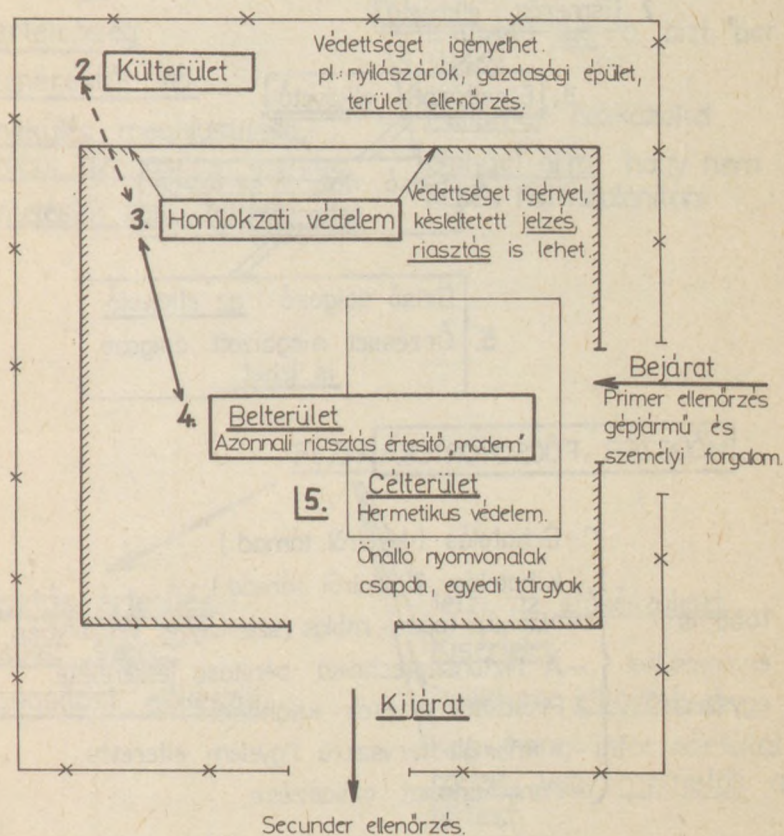 2. Külterület
Védettséget igényelhet.
pl.: nyílászárók, gazdasági épület,
terület ellenőrzés.
3. Homlokzati védelem
Védettséget igényel,
késleltetett jelzés,
riasztás is lehet.
Bejárat
Primer ellenőrzés
gépjármű és
személyi forgalom.
4. Belterület
Azonnali riasztás értesítő „modern”
5. Célterület
Hermetikus védelem.
Önálló nyomvonalak
csapda, egyedi tárgyak
Kijárat
Secunder ellenőrzés.